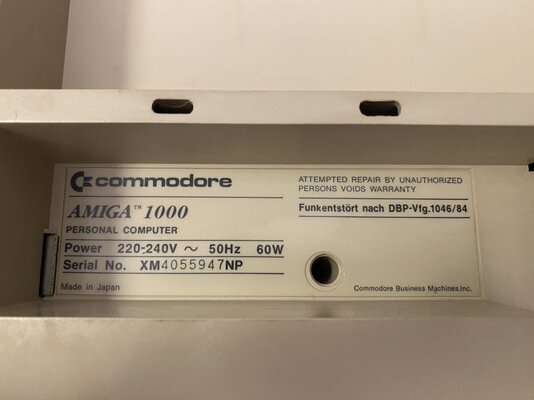 commodore
AMIGA™ 1000
PERSONAL COMPUTER
Power 220-240V ~ 50Hz 60W
Serial No. XM4055947NP
Made in Japan
ATTEMPTED REPAIR BY UNAUTHORIZED
PERSONS VOIDS WARRANTY
Funkentstört nach DBP-Vfg.1046/84
Commodore Business Machines,Inc.